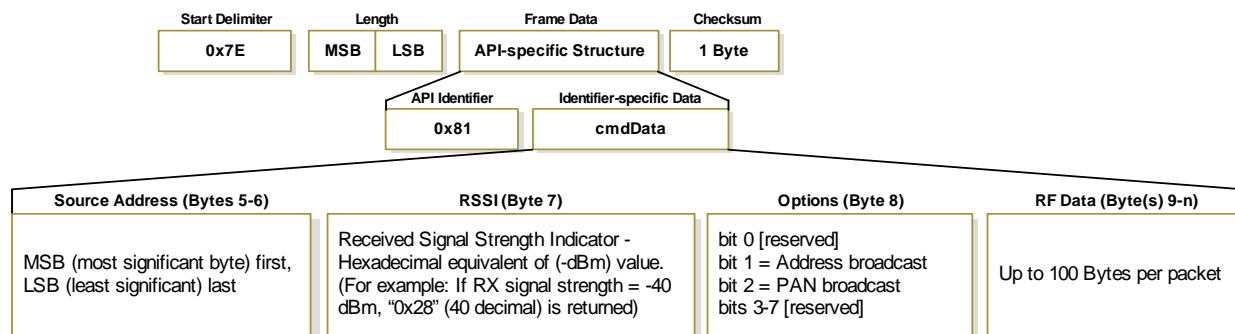 Start Delimiter
Length
Frame Data
Checksum
0x7E
MSB
LSB
API-specific Structure
1 Byte
API Identifier
Identifier-specific Data
0x81
cmdData
Source Address (Bytes 5-6)
MSB (most significant byte) first,
LSB (least significant) last
RSSI (Byte 7)
Received Signal Strength Indicator -
Hexadecimal equivalent of (-dBm) value.
(For example: If RX signal strength = -40
dBm, “0x28” (40 decimal) is returned)
Options (Byte 8)
bit 0 [reserved]
bit 1 = Address broadcast
bit 2 = PAN broadcast
bits 3-7 [reserved]
RF Data (Byte(s) 9-n)
Up to 100 Bytes per packet